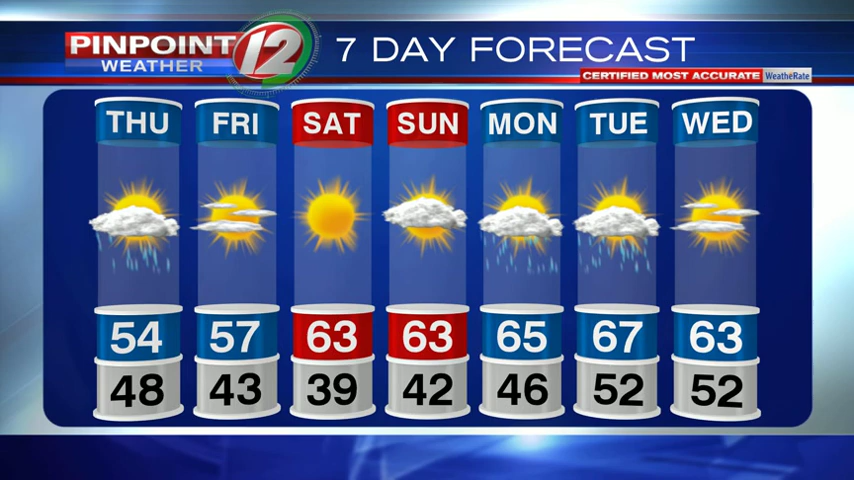 PINPOINT 12
WEATHER
7 DAY FORECAST
CERTIFIED MOST ACCURATE WeatheRate
THU FRI SAT SUN MON TUE WED
54 57 63 63 65 67 63
48 43 39 42 46 52 52